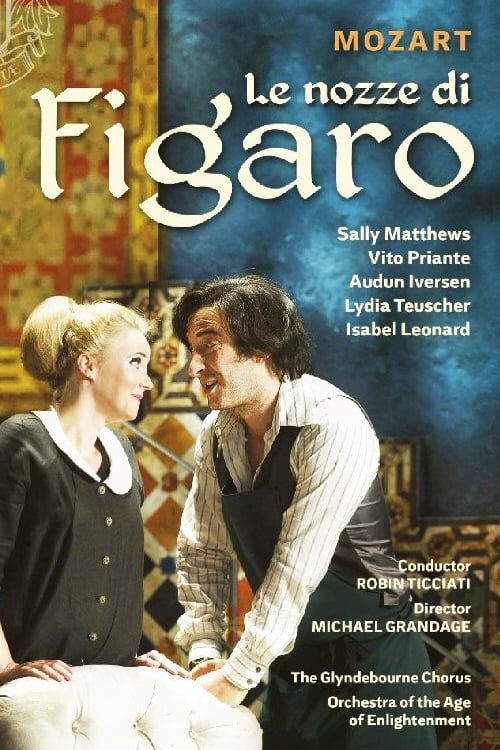 MOZART
Le nozze di
Figaro
Sally Matthews
Vito Priante
Audun Iversen
Lydia Teuscher
Isabel Leonard
Conductor
ROBIN TICCIATI
Director
MICHAEL GRANDAGE
The Glyndebourne Chorus
Orchestra of the Age
of Enlightenment